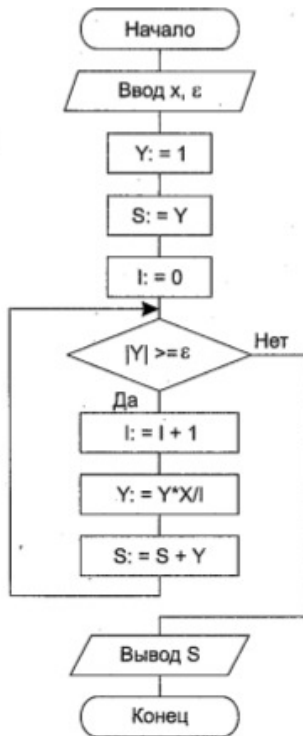 Начало
Ввод x, ε
Y: = 1
S: = Y
I: = 0
|Y| >= ε
Нет
Да
I: = I + 1
Y: = Y*X/I
S: = S + Y
Вывод S
Конец